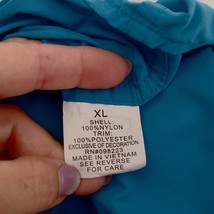 XL
SHELL:
100%NYLON
TRIM:
100%POLYESTER
EXCLUSIVE OF DECORATION
RN#098223
MADE IN VIETNAM
SEE REVERSE
FOR CARE